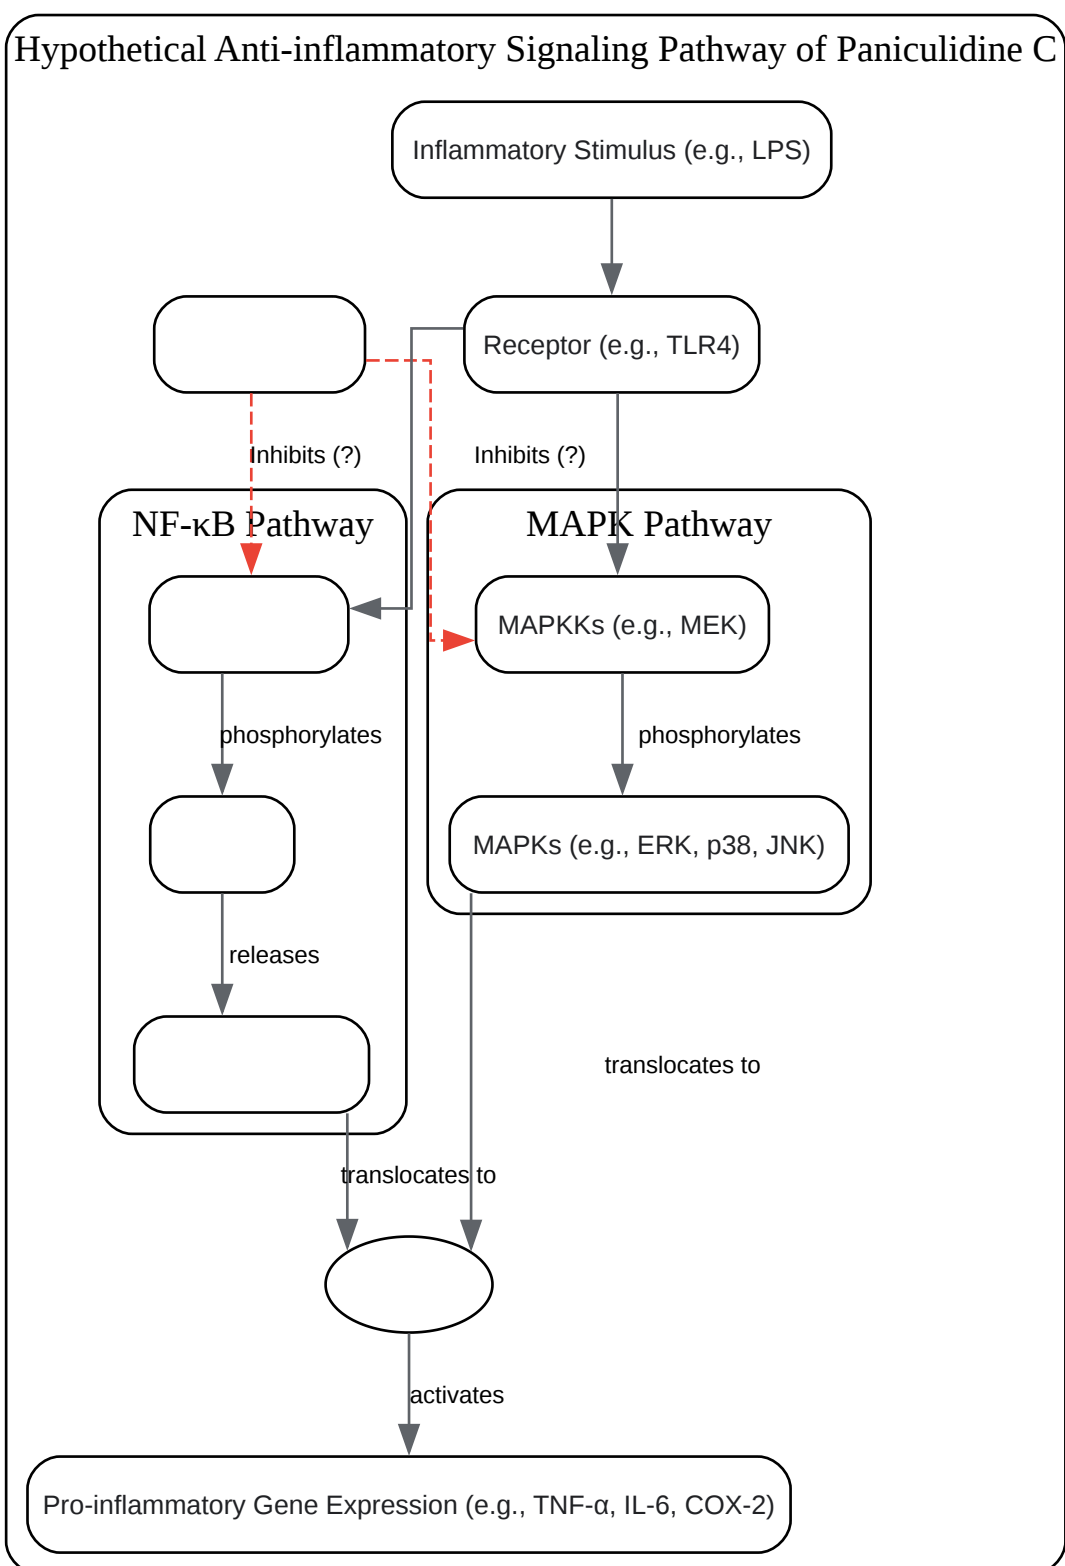 Hypothetical Anti-inflammatory Signaling Pathway of Paniculidine C
Inflammatory Stimulus (e.g., LPS)
Receptor (e.g., TLR4)
Inhibits (?)
Inhibits (?)
NF-κB Pathway
MAPK Pathway
MAPKKs (e.g., MEK)
phosphorylates
phosphorylates
MAPKs (e.g., ERK, p38, JNK)
releases
translocates to
translocates to
activates
Pro-inflammatory Gene Expression (e.g., TNF-α, IL-6, COX-2)